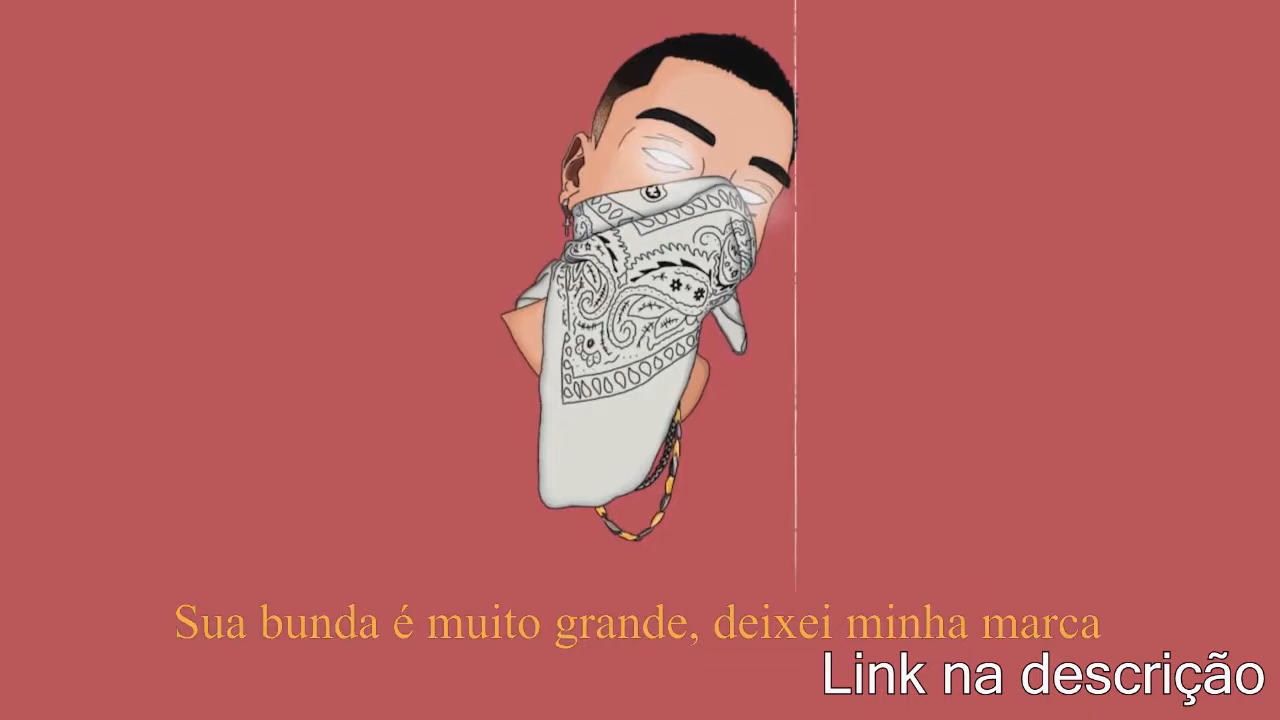 Sua bunda é muito grande, deixei minha marca
Link na descrição